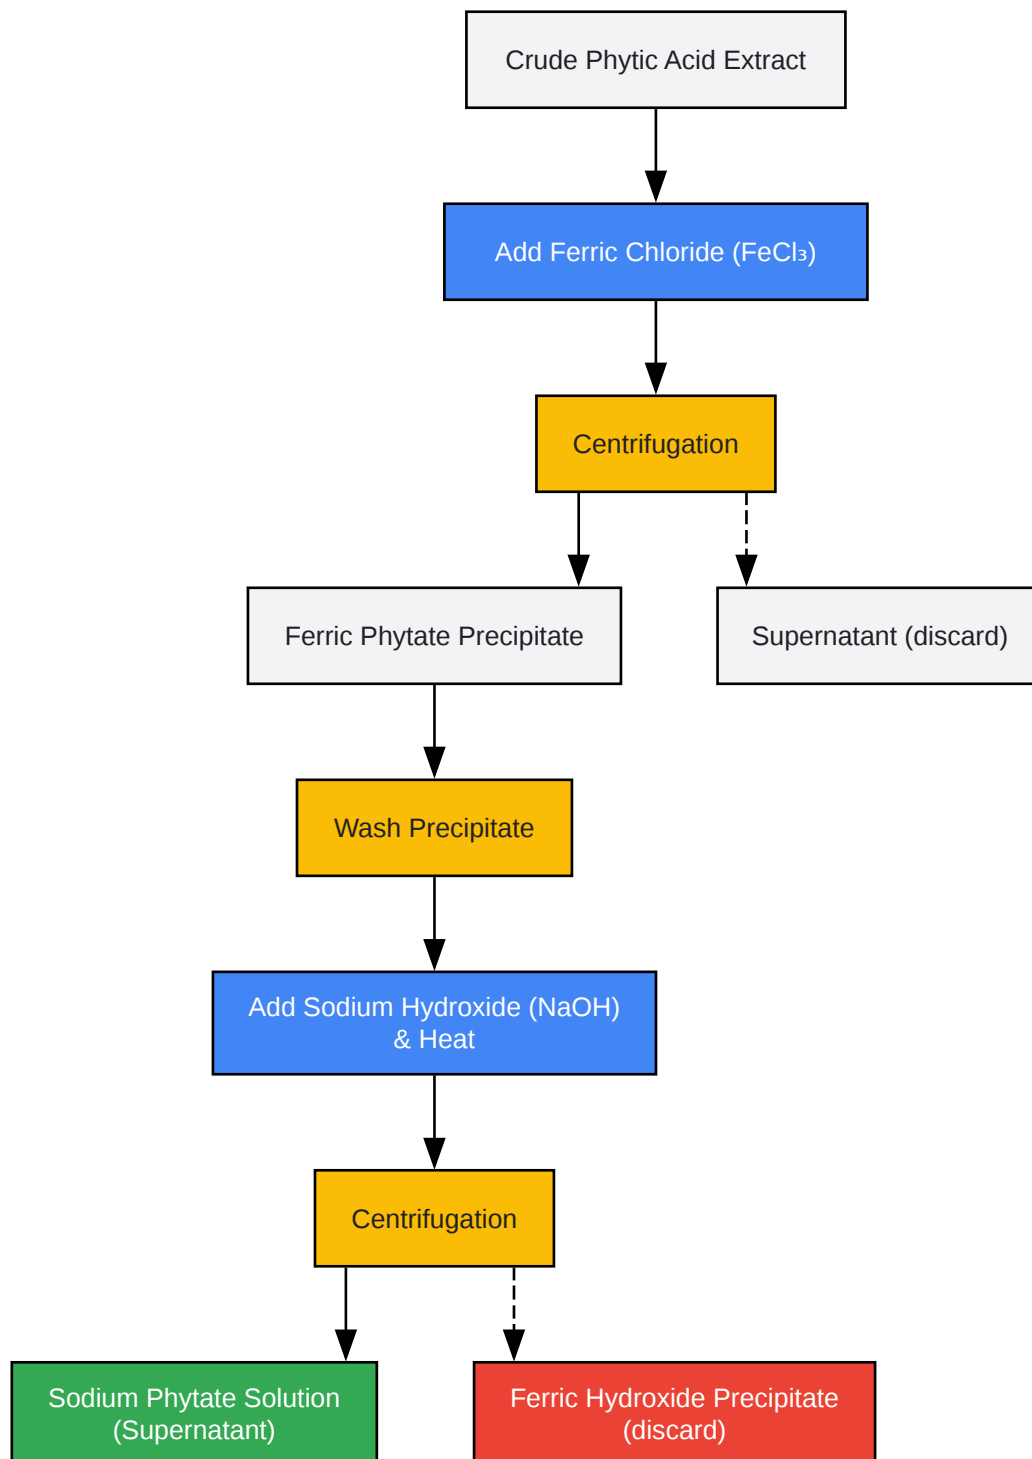 Crude Phytic Acid Extract
Add Ferric Chloride (FeCl₃)
Centrifugation
Ferric Phytate Precipitate
Supernatant (discard)
Wash Precipitate
Add Sodium Hydroxide (NaOH)
& Heat
Centrifugation
Sodium Phytate Solution
(Supernatant)
Ferric Hydroxide Precipitate
(discard)